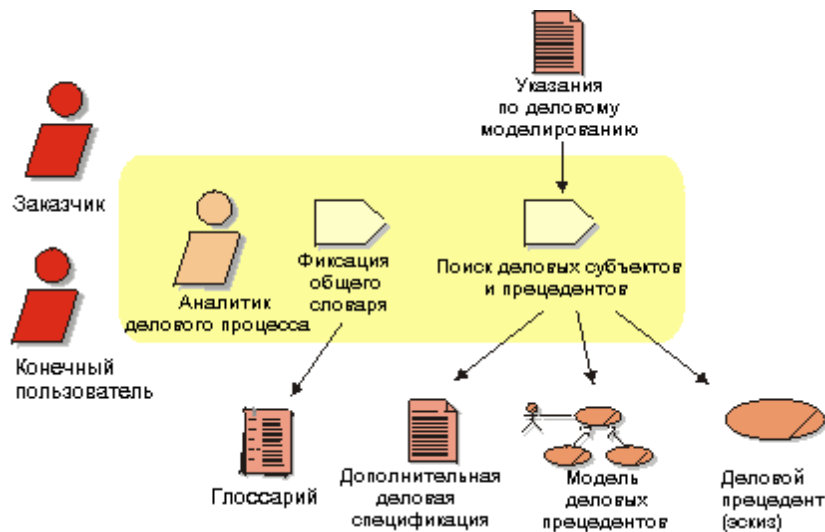 Указания
по деловому
моделированию
Заказчик
Фиксация
общего
словаря
Поиск деловых субъектов
и прецедентов
Аналитик
делового процесса
Конечный
пользователь
Глоссарий
Дополнительная
деловая
спецификация
Модель
деловых
прецедентов
Деловой
прецедент
(эскиз)